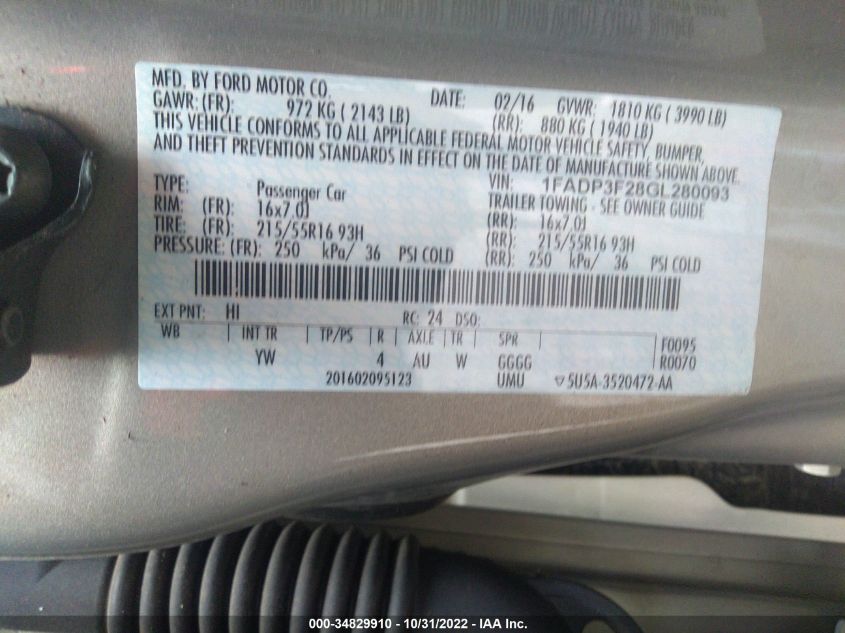 MFD. BY FORD MOTOR CO.
DATE: 02/16 GVWR: 1810 KG ( 3990 LB)
GAWR: (FR): 972 KG ( 2143 LB) (RR): 880 KG ( 1940 LB)
THIS VEHICLE CONFORMS TO ALL APPLICABLE FEDERAL MOTOR VEHICLE SAFETY, BUMPER,
AND THEFT PREVENTION STANDARDS IN EFFECT ON THE DATE OF MANUFACTURE SHOWN ABOVE.
VIN: 1FADP3F28GL280093
TYPE: Passenger Car TRAILER TOWING - SEE OWNER GUIDE
RIM: (FR): 16x7.0J (RR): 16x7.0J
TIRE: (FR): 215/55R16 93H (RR): 215/55R16 93H
PRESSURE: (FR): 250 kPa/ 36 PSI COLD (RR): 250 kPa/ 36 PSI COLD
EXT PNT: HI RC: 24 DSO:
WB INT TR TP/PS R AXLE TR SPR F0095
YW 4 AU W GGGG R0070
201602095123 UMU ▽5U5A-3520472-AA
000-34829910 - 10/31/2022 - IAA Inc.